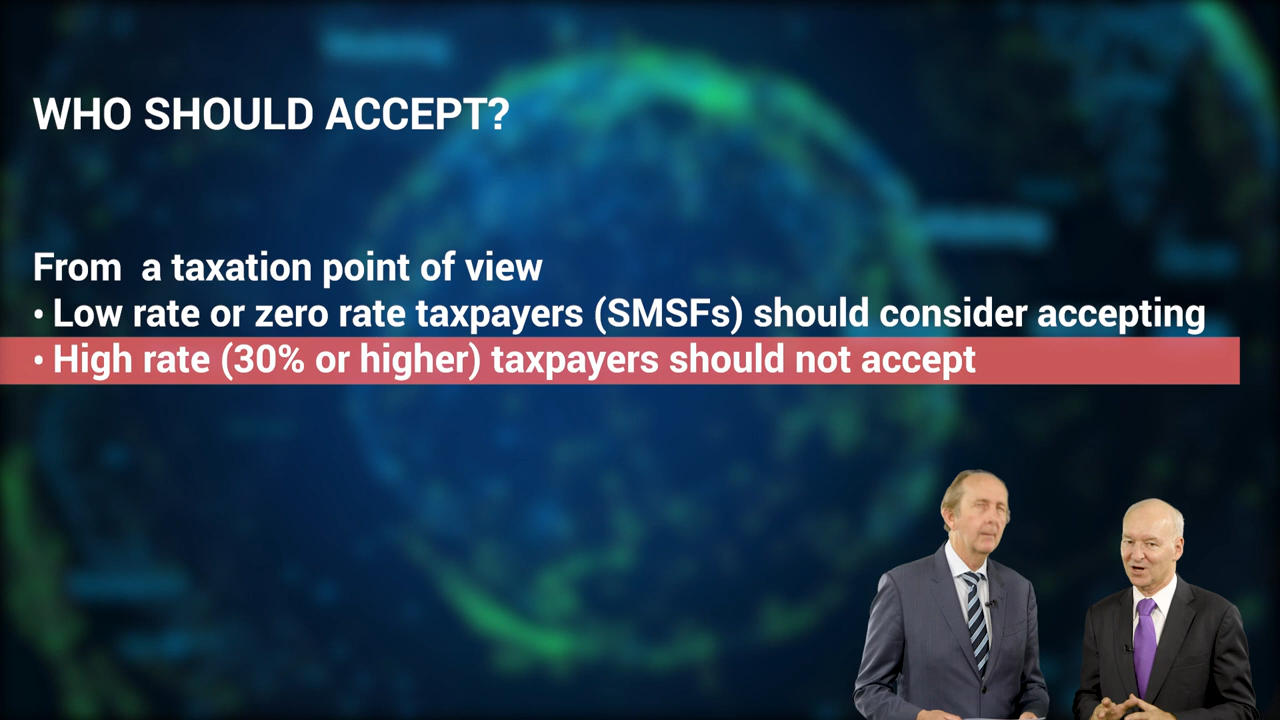 WHO SHOULD ACCEPT?
From a taxation point of view
• Low rate or zero rate taxpayers (SMSFs) should consider accepting
• High rate (30% or higher) taxpayers should not accept